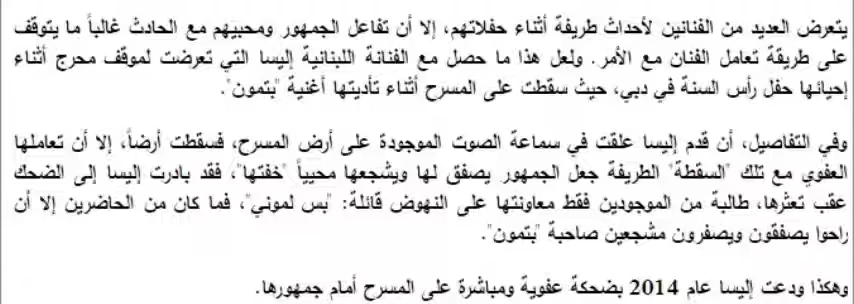 يتعرض العديد من الفنانين لأحداث طريفة أثناء حفلاتهم، إلا أن تفاعل الجمهور ومحبيهم مع الحادث غالباً ما يتوقف
على طريقة تعامل الفنان مع الأمر. ولعل هذا ما حصل مع الفنانة اللبنانية إليسا التي تعرضت لموقف محرج أثناء
إحيائها حفل رأس السنة في دبي، حيث سقطت على المسرح أثناء تأديتها أغنية "بتمون".
وفي التفاصيل، أن قدم إليسا علقت في سماعة الصوت الموجودة على أرض المسرح، فسقطت أرضاً، إلا أن تعاملها
العفوي مع تلك "السقطة" الطريفة جعل الجمهور يصفق لها ويشجعها محيياً "خفتها"، فقد بادرت إليسا إلى الضحك
عقب تعثرها، طالبة من الموجودين فقط معاونتها على النهوض قائلة: "بس لموني"، فما كان من الحاضرين إلا أن
راحوا يصفقون ويصفرون مشجعين صاحبة "بتمون".
وهكذا ودعت إليسا عام 2014 بضحكة عفوية ومباشرة على المسرح أمام جمهورها.